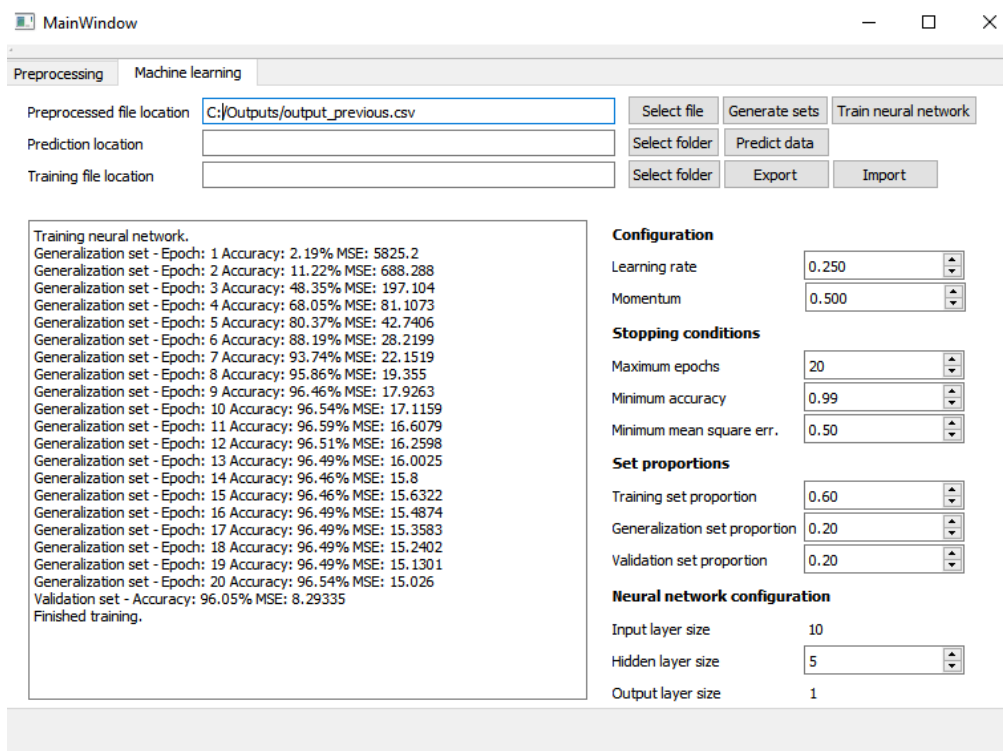 MainWindow
Preprocessing Machine learning
Preprocessed file location C:/Outputs/output_previous.csv Select file Generate sets Train neural network
Prediction location Select folder Predict data
Training file location Select folder Export Import
Training neural network.
Generalization set - Epoch: 1 Accuracy: 2.19% MSE: 5825.2
Generalization set - Epoch: 2 Accuracy: 11.22% MSE: 688.288
Generalization set - Epoch: 3 Accuracy: 48.35% MSE: 197.104
Generalization set - Epoch: 4 Accuracy: 68.05% MSE: 81.1073
Generalization set - Epoch: 5 Accuracy: 80.37% MSE: 42.7406
Generalization set - Epoch: 6 Accuracy: 88.19% MSE: 28.2199
Generalization set - Epoch: 7 Accuracy: 93.74% MSE: 22.1519
Generalization set - Epoch: 8 Accuracy: 95.86% MSE: 19.355
Generalization set - Epoch: 9 Accuracy: 96.46% MSE: 17.9263
Generalization set - Epoch: 10 Accuracy: 96.54% MSE: 17.1159
Generalization set - Epoch: 11 Accuracy: 96.59% MSE: 16.6079
Generalization set - Epoch: 12 Accuracy: 96.51% MSE: 16.2598
Generalization set - Epoch: 13 Accuracy: 96.49% MSE: 16.0025
Generalization set - Epoch: 14 Accuracy: 96.46% MSE: 15.8
Generalization set - Epoch: 15 Accuracy: 96.46% MSE: 15.6322
Generalization set - Epoch: 16 Accuracy: 96.49% MSE: 15.4874
Generalization set - Epoch: 17 Accuracy: 96.49% MSE: 15.3583
Generalization set - Epoch: 18 Accuracy: 96.49% MSE: 15.2402
Generalization set - Epoch: 19 Accuracy: 96.49% MSE: 15.1301
Generalization set - Epoch: 20 Accuracy: 96.54% MSE: 15.026
Validation set - Accuracy: 96.05% MSE: 8.29335
Finished training.
Configuration
Learning rate 0.250
Momentum 0.500
Stopping conditions
Maximum epochs 20
Minimum accuracy 0.99
Minimum mean square err. 0.50
Set proportions
Training set proportion 0.60
Generalization set proportion 0.20
Validation set proportion 0.20
Neural network configuration
Input layer size 10
Hidden layer size 5
Output layer size 1